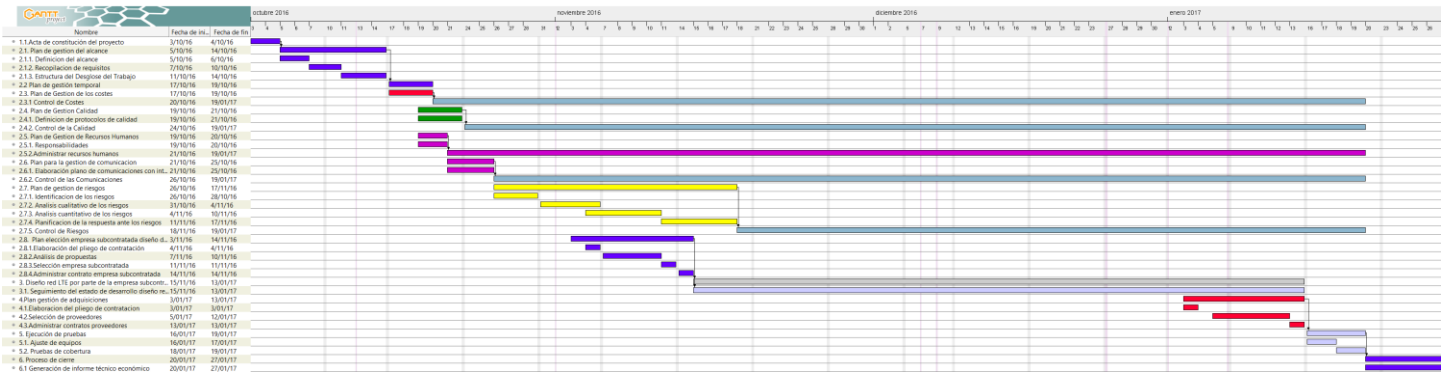 GANTT project
octubre 2016 noviembre 2016 diciembre 2016 enero 2017
Nombre Fecha de ini... Fecha de fin
1.1.Acta de constitución del proyecto 3/10/16 4/10/16
2.1. Plan de gestión del alcance 5/10/16 14/10/16
2.1.1. Definicion del alcance 5/10/16 6/10/16
2.1.2. Recopilacion de requisitos 7/10/16 10/10/16
2.1.3. Estructura del Desglose del Trabajo 11/10/16 14/10/16
2.2 Plan de gestión temporal 17/10/16 19/10/16
2.3. Plan de Gestion de los costes 17/10/16 19/10/16
2.3.1 Control de Costes 20/10/16 19/01/17
2.4. Plan de Gestion Calidad 19/10/16 21/10/16
2.4.1. Definicion de protocolos de calidad 19/10/16 21/10/16
2.4.2. Control de la Calidad 24/10/16 19/01/17
2.5. Plan de Gestion de Recursos Humanos 19/10/16 20/10/16
2.5.1. Responsabilidades 19/10/16 20/10/16
2.5.2.Administrar recursos humanos 21/10/16 19/01/17
2.6. Plan para la gestion de comunicacion 21/10/16 25/10/16
2.6.1. Elaboración plano de comunicaciones con int... 21/10/16 25/10/16
2.6.2. Control de las Comunicaciones 26/10/16 19/01/17
2.7. Plan de gestion de riesgos 26/10/16 17/11/16
2.7.1. Identificacion de los riesgos 26/10/16 28/10/16
2.7.2. Analisis cualitativo de los riesgos 31/10/16 4/11/16
2.7.3. Analisis cuantitativo de los riesgos 4/11/16 10/11/16
2.7.4. Planificacion de la respuesta ante los riesgos 11/11/16 17/11/16
2.7.5. Control de Riesgos 18/11/16 19/01/17
2.8. Plan elección empresa subcontratada diseño d... 3/11/16 14/11/16
2.8.1.Elaboración del pliego de contratación 4/11/16 4/11/16
2.8.2.Análisis de propuestas 7/11/16 10/11/16
2.8.3.Selección empresa subcontratada 11/11/16 11/11/16
2.8.4.Administrar contrato empresa subcontratada 14/11/16 14/11/16
3. Diseño red LTE por parte de la empresa subcontr... 15/11/16 13/01/17
3.1. Seguimiento del estado de desarrollo diseño re... 15/11/16 13/01/17
4.Plan gestión de adquisiciones 3/01/17 13/01/17
4.1.Elaboracion del pliego de contratacion 3/01/17 3/01/17
4.2.Selección de proveedores 5/01/17 12/01/17
4.3.Administrar contratos proveedores 13/01/17 13/01/17
5. Ejecución de pruebas 16/01/17 19/01/17
5.1. Ajuste de equipos 16/01/17 17/01/17
5.2. Pruebas de cobertura 18/01/17 19/01/17
6. Proceso de cierre 20/01/17 27/01/17
6.1 Generación de informe técnico económico 20/01/17 27/01/17